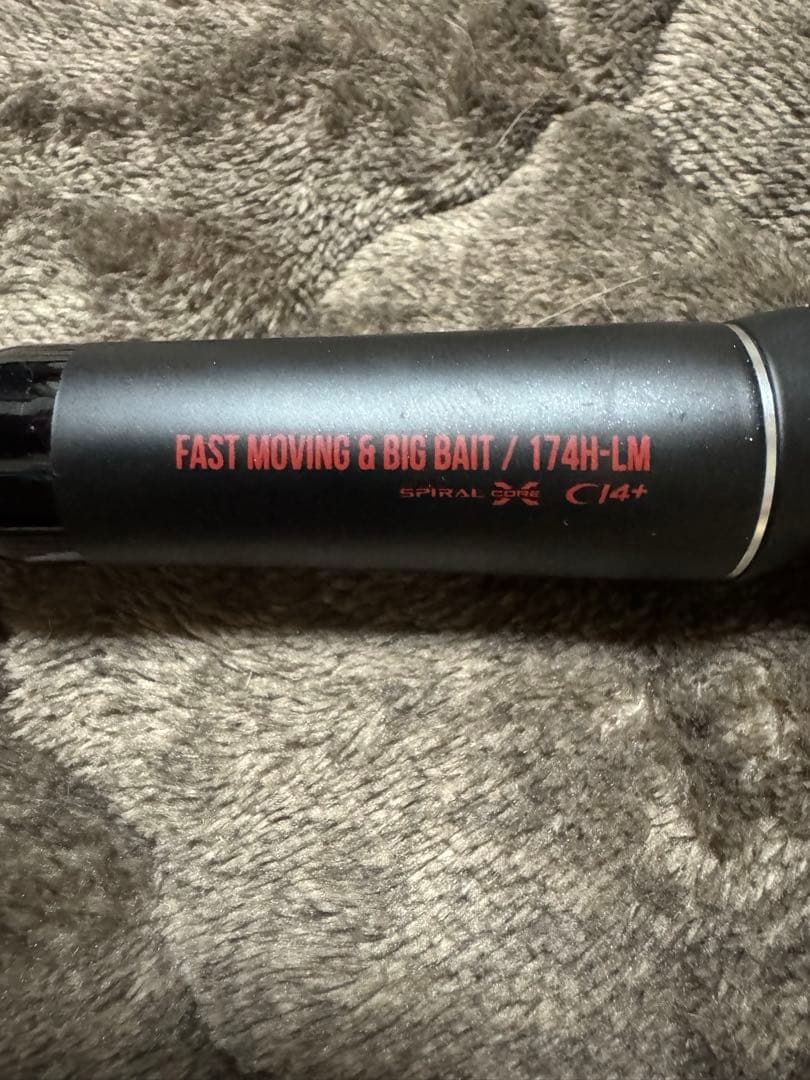 FAST MOVING & BIG BAIT / 174H-LM
SPIRAL X CORE CI4+